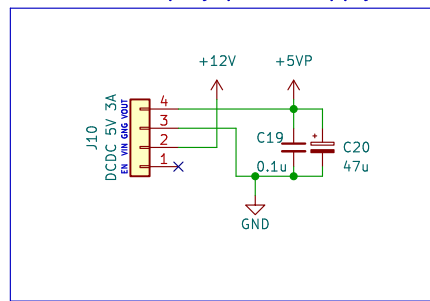 +12V
+5VP
J10
DCDC 5V 3A
EN VIN GNG VOUT
4
3
2
1
C19
0.1u
C20
47u
+
GND